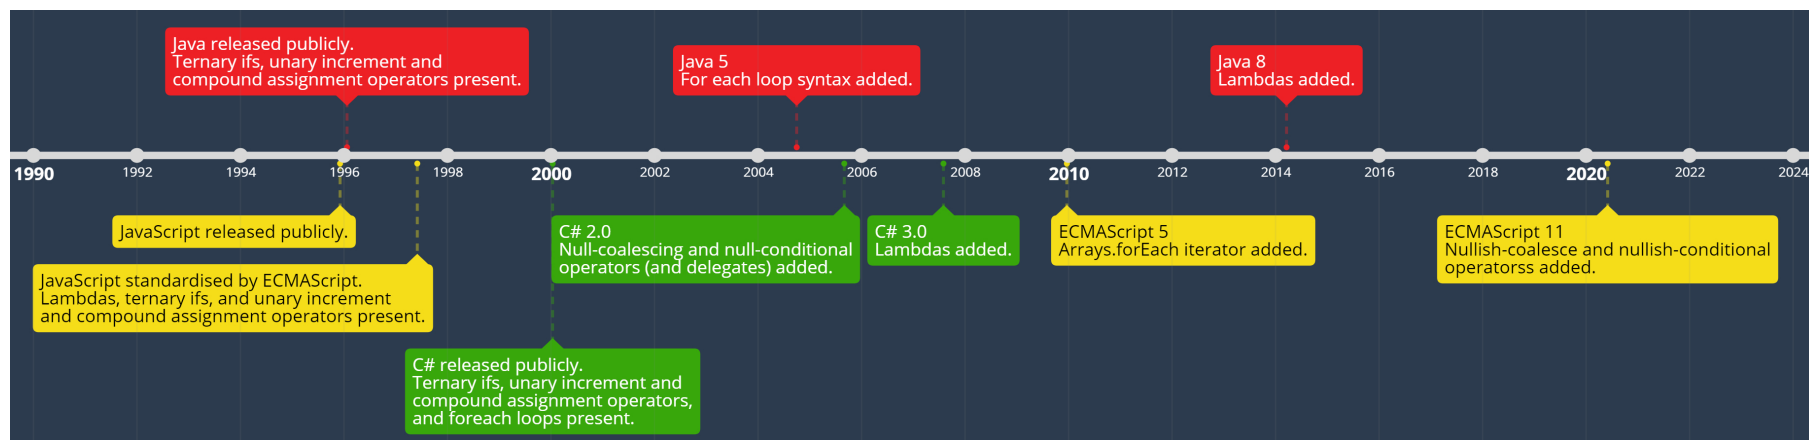 Java released publicly.
Ternary ifs, unary increment and
compound assignment operators present.
Java 5
For each loop syntax added.
Java 8
Lambdas added.
1990
1992
1994
1996
1998
2000
2002
2004
2006
2008
2010
2012
2014
2016
2018
2020
2022
2024
JavaScript released publicly.
JavaScript standardised by ECMAScript.
Lambdas, ternary ifs, and unary increment
and compound assignment operators present.
C# released publicly.
Ternary ifs, unary increment and
compound assignment operators,
and foreach loops present.
C# 2.0
Null-coalescing and null-conditional
operators (and delegates) added.
C# 3.0
Lambdas added.
ECMAScript 5
Arrays.forEach iterator added.
ECMAScript 11
Nullish-coalesce and nullish-conditional
operatorss added.